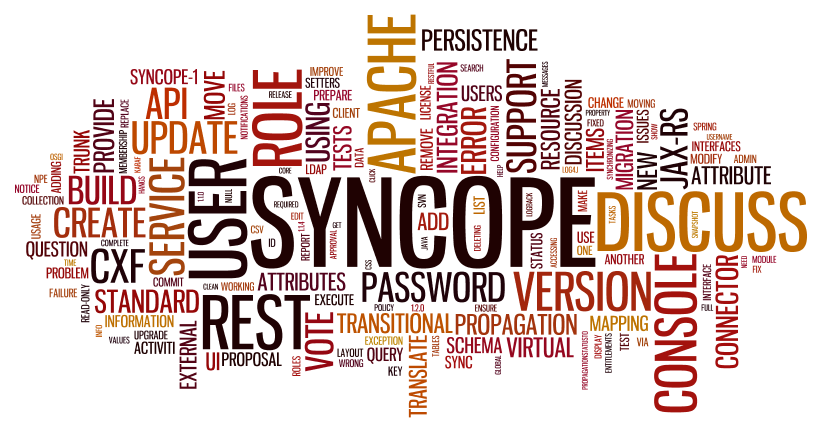 SYNCOPE
APACHE
PERSISTENCE
SYNCOPE-1
API
MOVE
FILES
LOG
NOTIFICATIONS
ROLE
RELEASE
IMPROVE
SETTERS
PREPARE
USING
TESTS
CLIENT
DATA
LDAP
CORE
CLICK
REMOVE
LICENSE
RESTFUL
INTEGRATION
SEARCH
USERS
ERROR
CONFIGURATION
HELP
SUPPORT
MESSAGES
RESOURCE
DISCUSSION
LOG4J
CHANGE
MOVING
PROPERTY
FIXED
ITEMS
SYNCHRONIZING
MIGRATION
NEW
ISSUES
SHOW
JAX-RS
SPRING
USERNAME
INTERFACES
MODIFY
ADMIN
ATTRIBUTE
UPDATE
PROVIDE
REPLACE
MEMBERSHIP
KARAF
TRUNK
OSGI
ADDING
NPE
NOTICE
COLLECTION
BUILD
HANGS
SERVICE
1.1.0
NULL
USER
REQUIRED
EDIT
1.1.4
CSV
ID
REPORT
APPROVAL
GET
SVN
ADD
JAVA
LIST
DELETING
LOGBACK
STATUS
ACCESSING
MAKE
USE
ONE
TASKS
DISCUSS
SNAPSHOT
USAGE
CREATE
QUESTION
COMPLETE
TIME
PROBLEM
CXF
COMMIT
CLEAN
WORKING
ATTRIBUTES
CSS
PASSWORD
VERSION
ANOTHER
CONSOLE
INTERFACE
FULL
CONNECTOR
NEED
MODULE
FIX
FAILURE
READ-ONLY
STANDARD
EXECUTE
POLICY
1.2.0
ENSURE
INFO
INFORMATION
VALUES
UPGRADE
ACTIVITI
EXTERNAL
REST
UI
PROPOSAL
ROLES
VOTE
TRANSITIONAL
PROPAGATION
MAPPING
EXCEPTION
LAYOUT
WRONG
QUERY
KEY
TRANSLATE
TABLES
SCHEMA
SYNC
GLOBAL
VIRTUAL
PROPAGATIONSTATUSTO
DISPLAY
ENTITLEMENTS
TEST
VIA